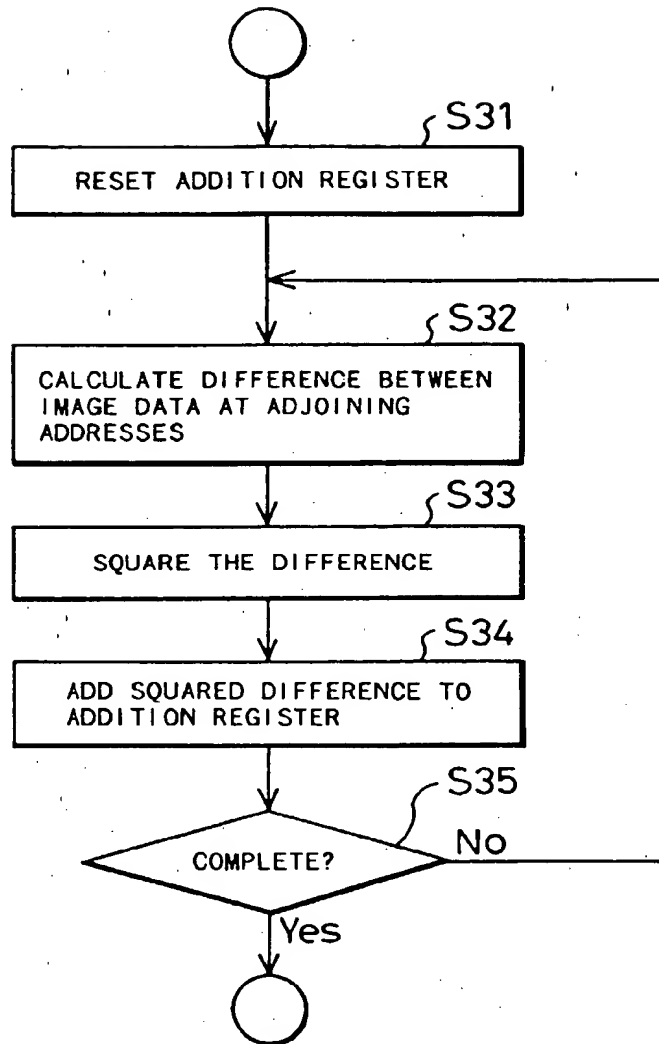 S31
RESET ADDITION REGISTER
S32
CALCULATE DIFFERENCE BETWEEN
IMAGE DATA AT ADJOINING
ADDRESSES
S33
SQUARE THE DIFFERENCE
S34
ADD SQUARED DIFFERENCE TO
ADDITION REGISTER
S35
COMPLETE?
No
Yes